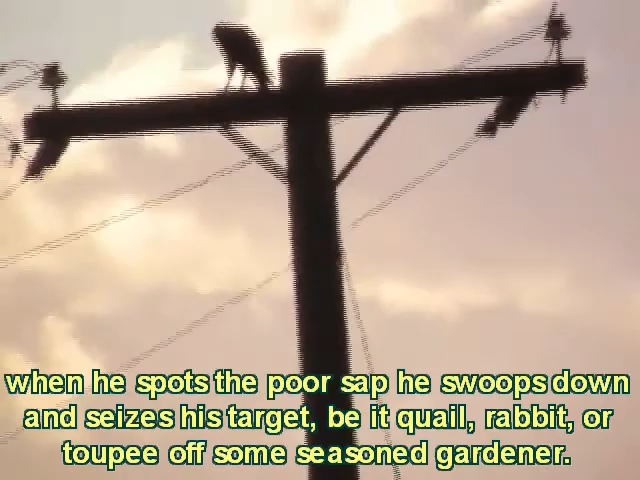 when he spots the poor sap he swoops down
and seizes his target, be it quail, rabbit, or
toupee off some seasoned gardener.